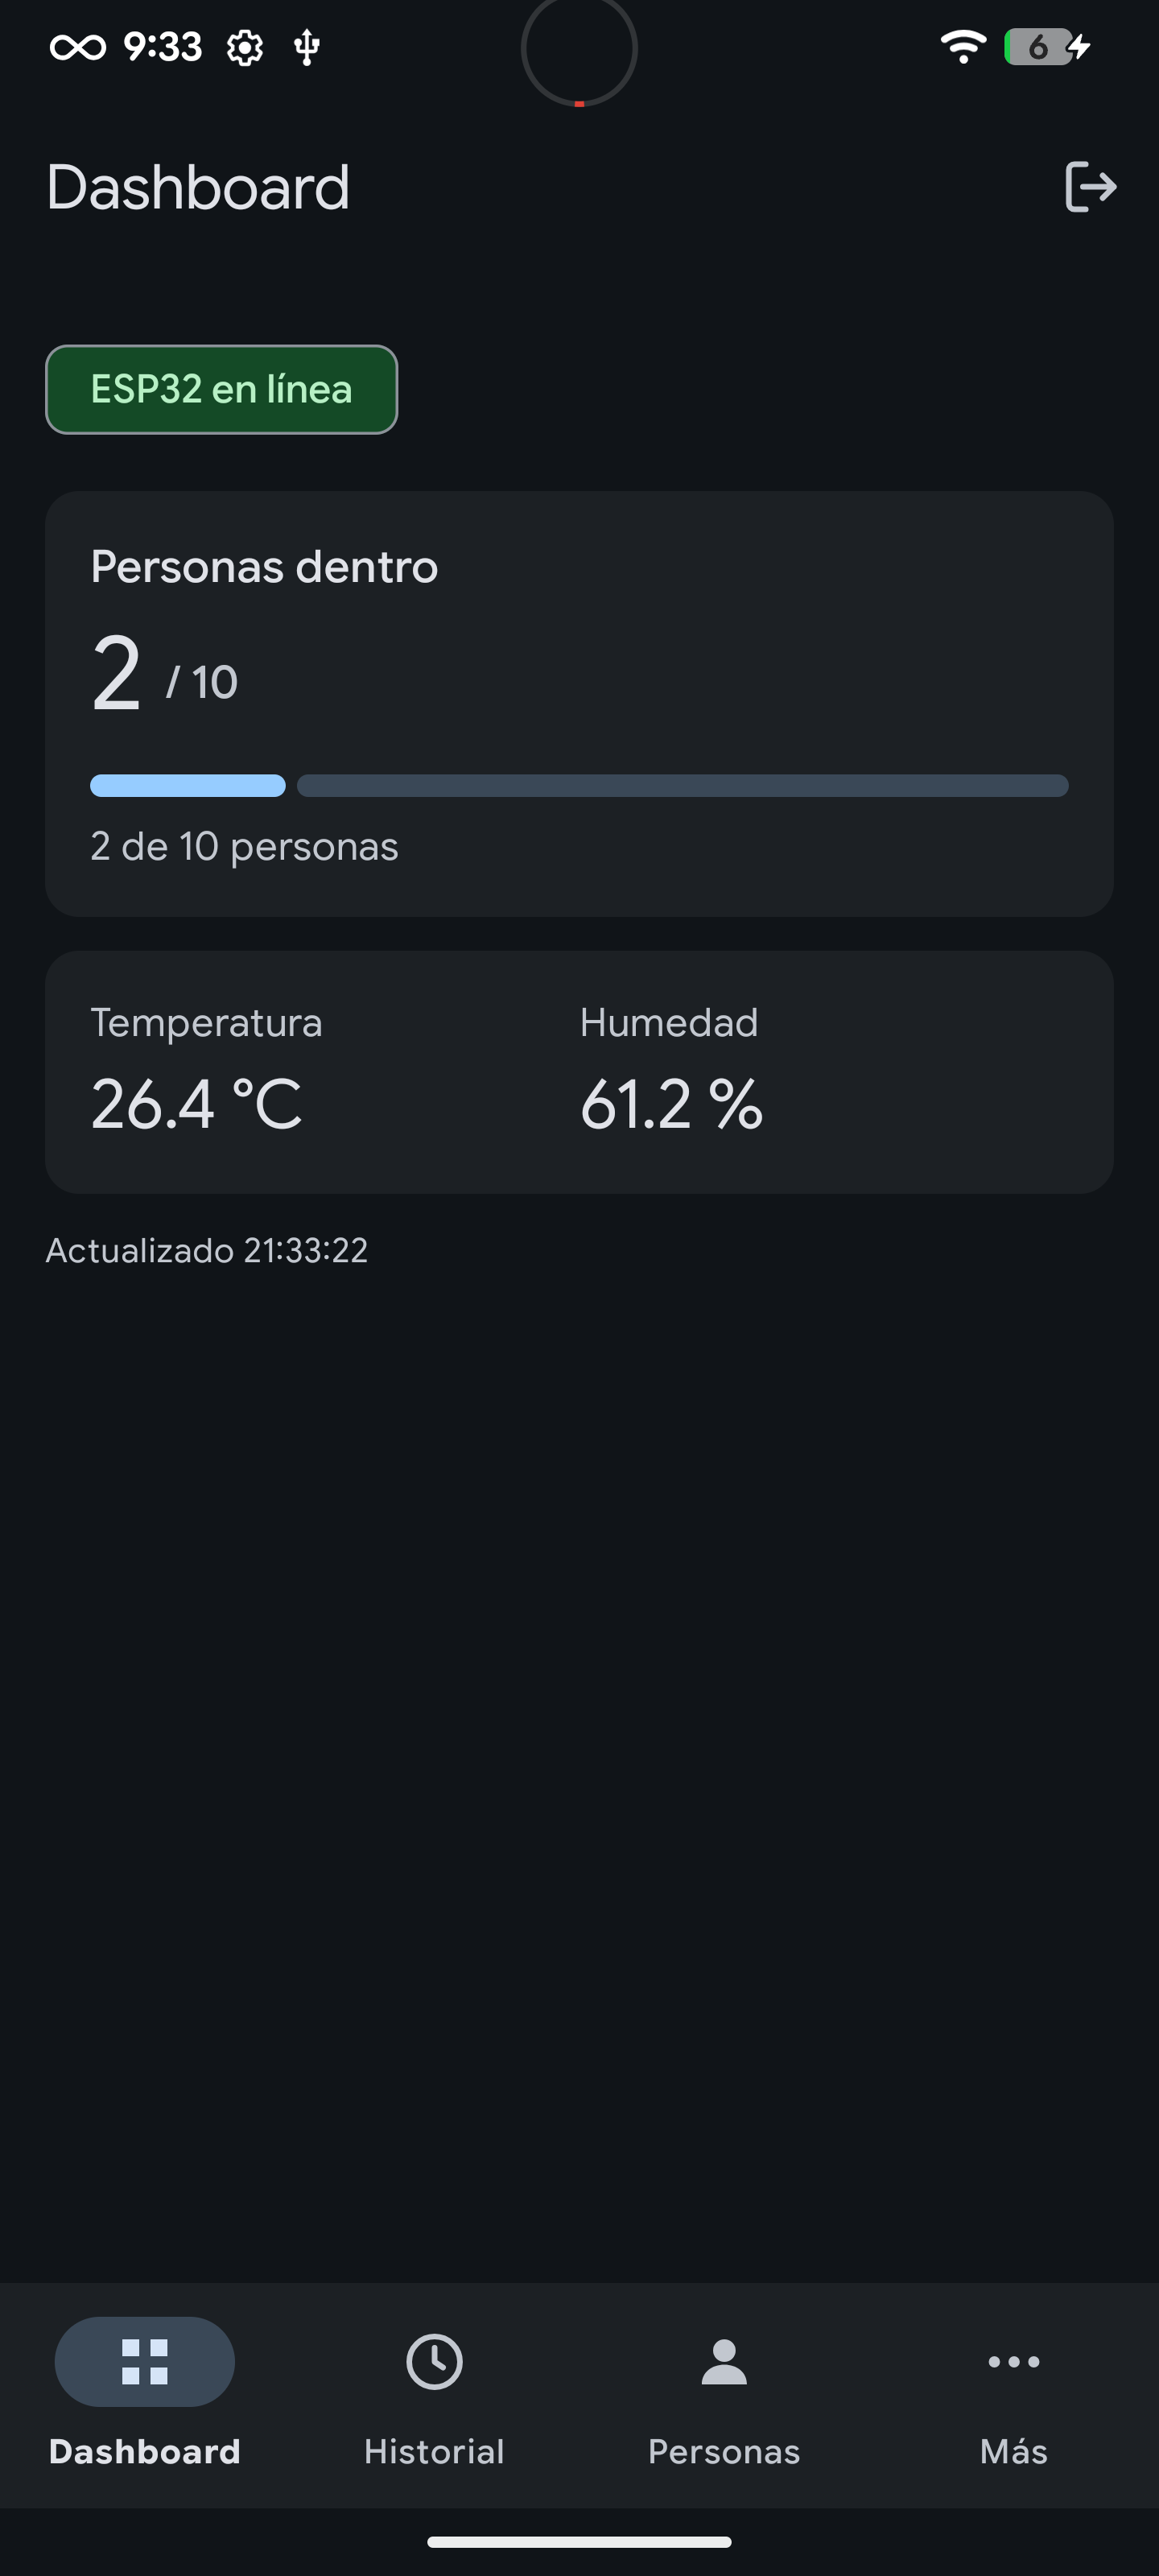 9:33
6
Dashboard
ESP32 en línea
Personas dentro
2 / 10
2 de 10 personas
Temperatura Humedad
26.4 °C 61.2 %
Actualizado 21:33:22
Dashboard Historial Personas Más